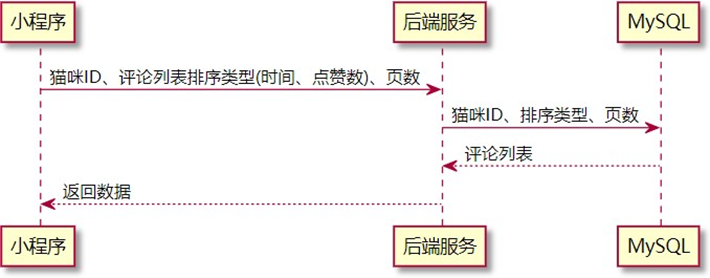 小程序
后端服务
MySQL
猫咪ID、评论列表排序类型(时间、点赞数)、页数
猫咪ID、排序类型、页数
评论列表
返回数据
小程序
后端服务
MySQL